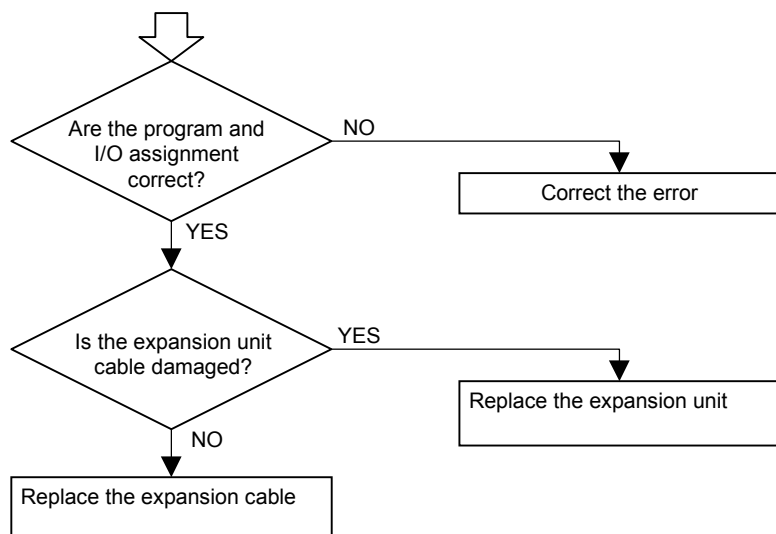 Are the program and
I/O assignment
correct?
NO
Correct the error
YES
Is the expansion unit
cable damaged?
YES
Replace the expansion unit
NO
Replace the expansion cable